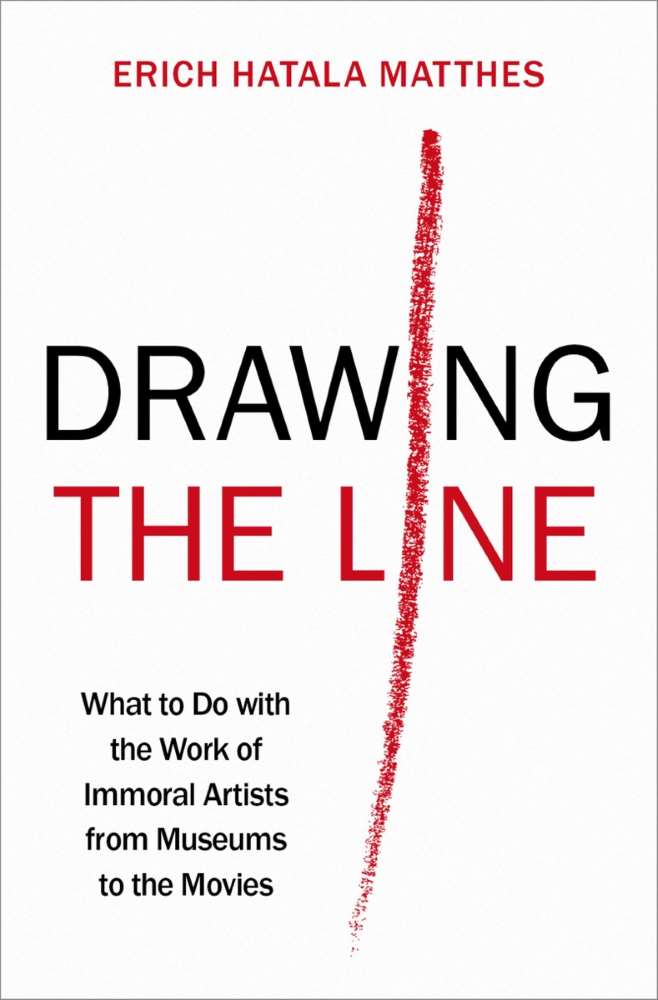 ERICH HATALA MATTHES
DRAWING
THE LINE
What to Do with
the Work of
Immoral Artists
from Museums
to the Movies